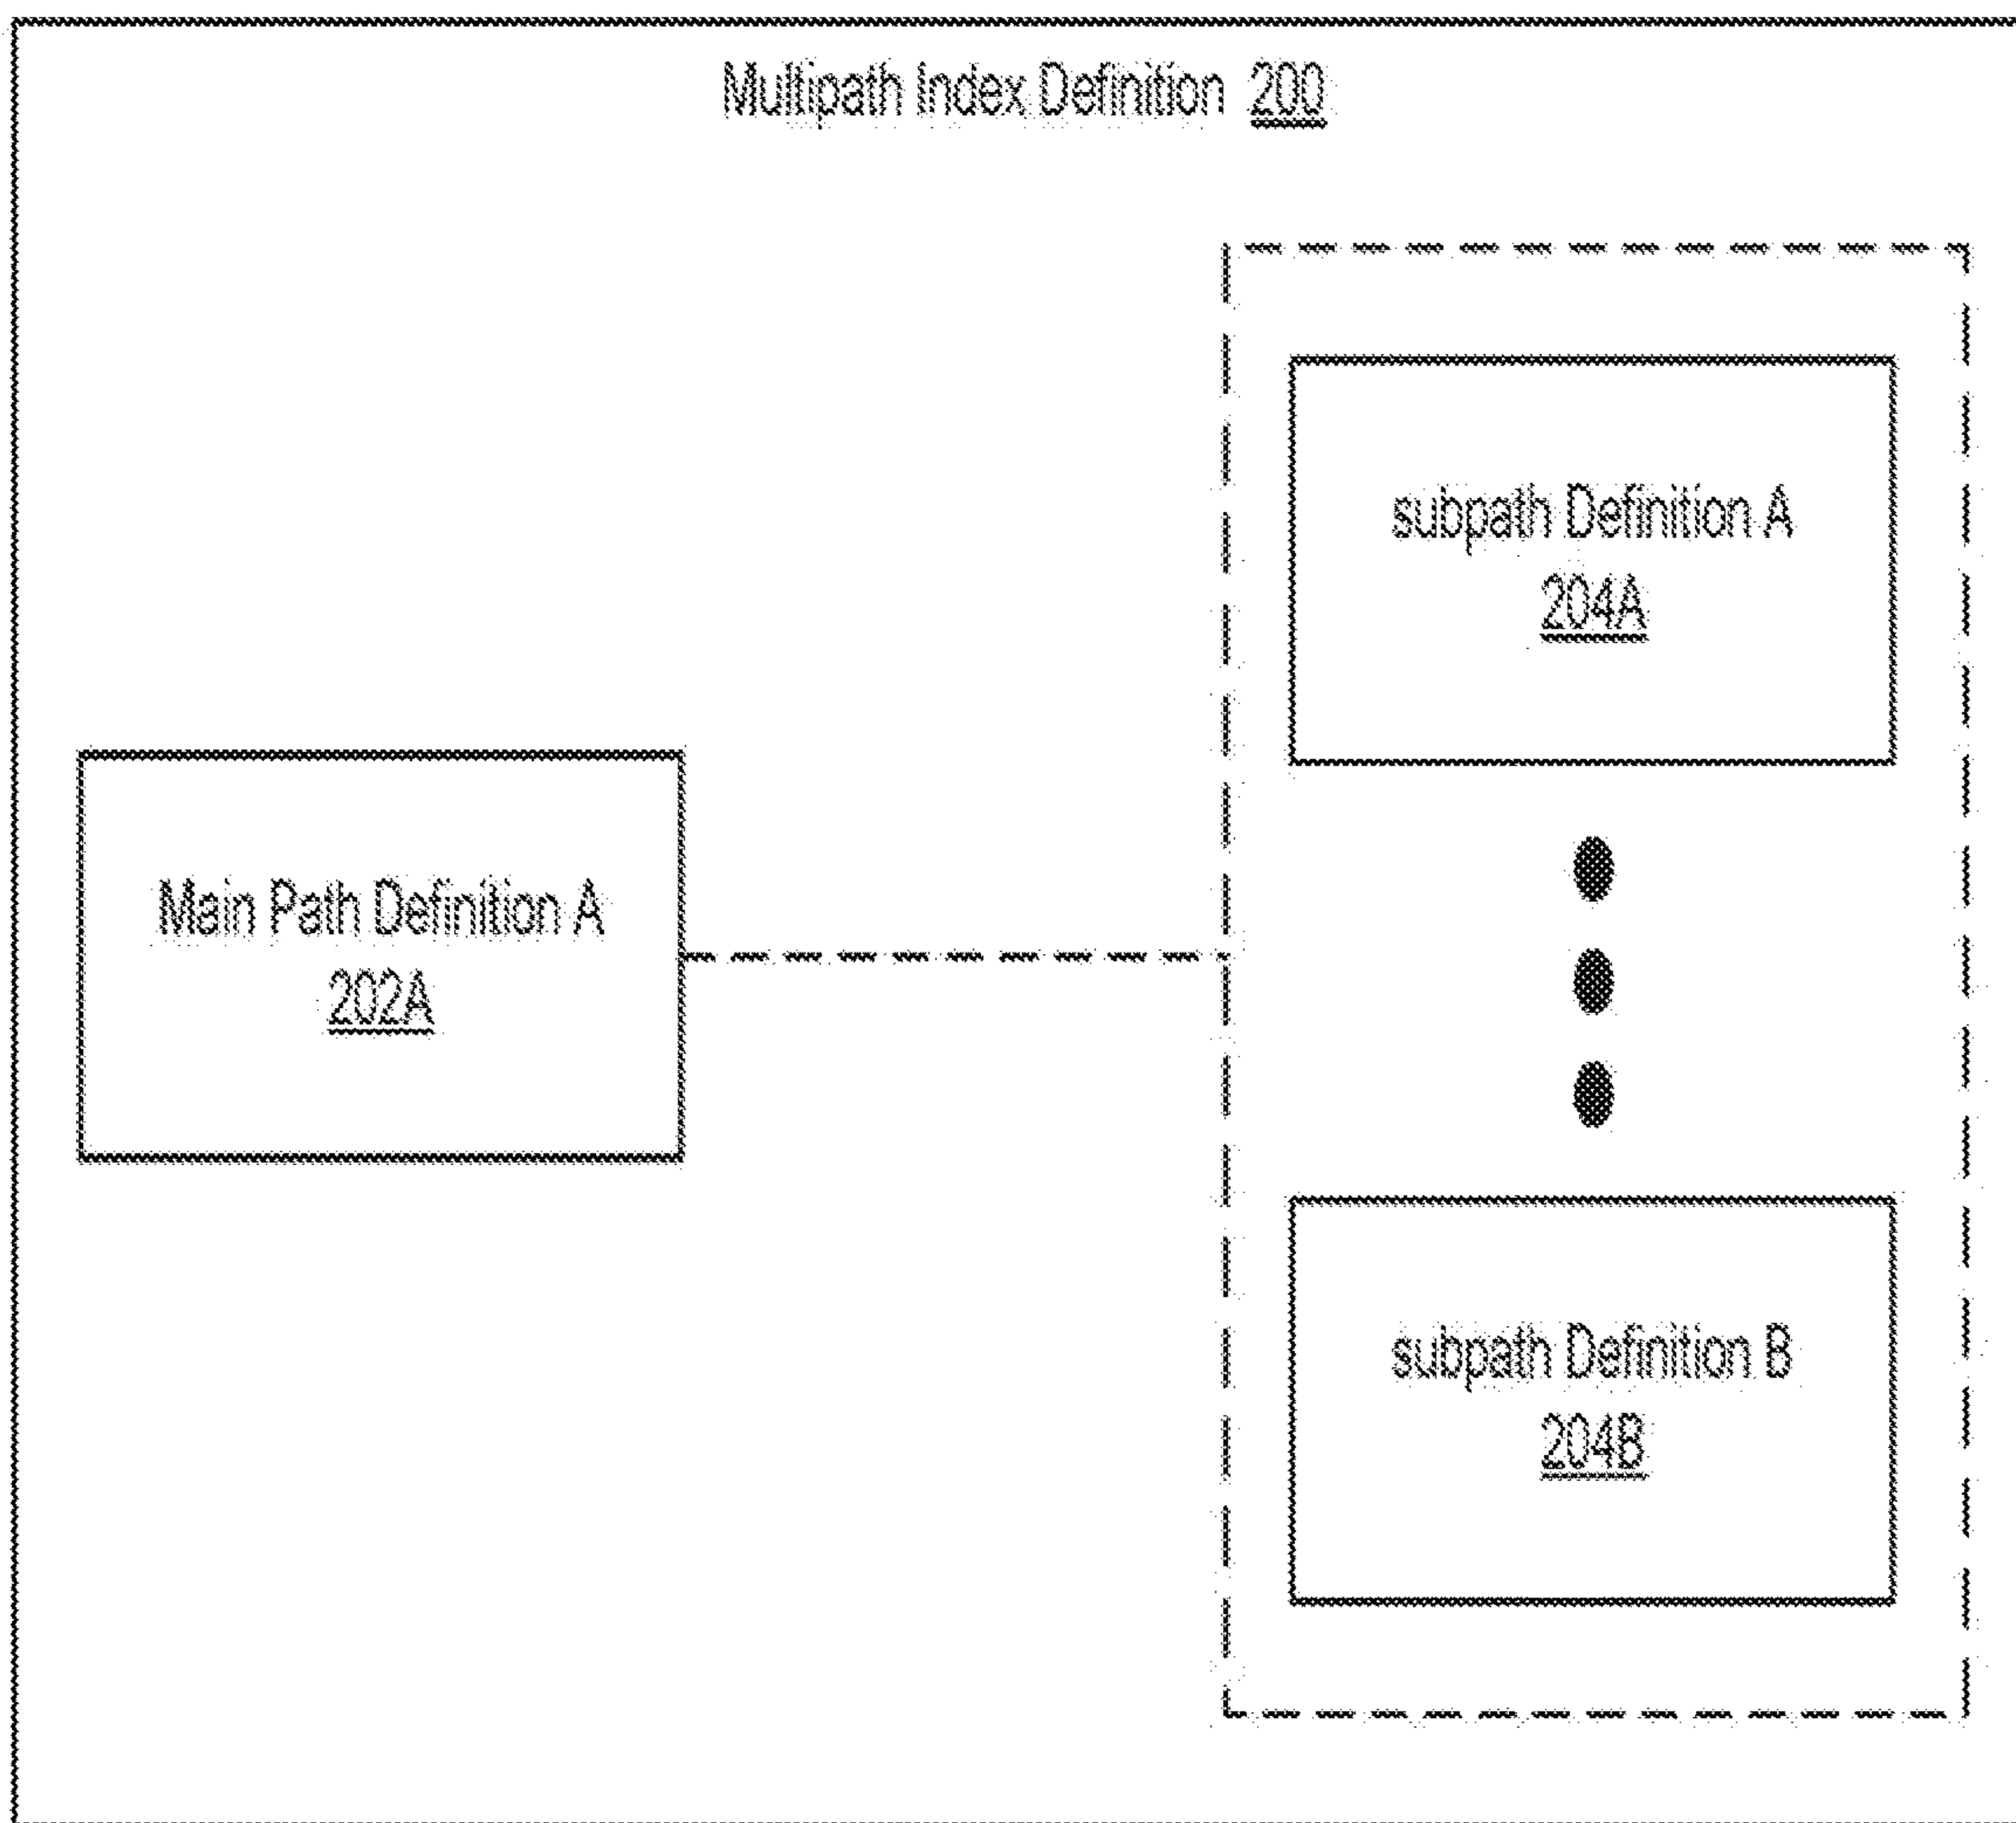 Multipath Index Definition 200
subpath Definition A
204A
Main Path Definition A
202A
subpath Definition B
204B